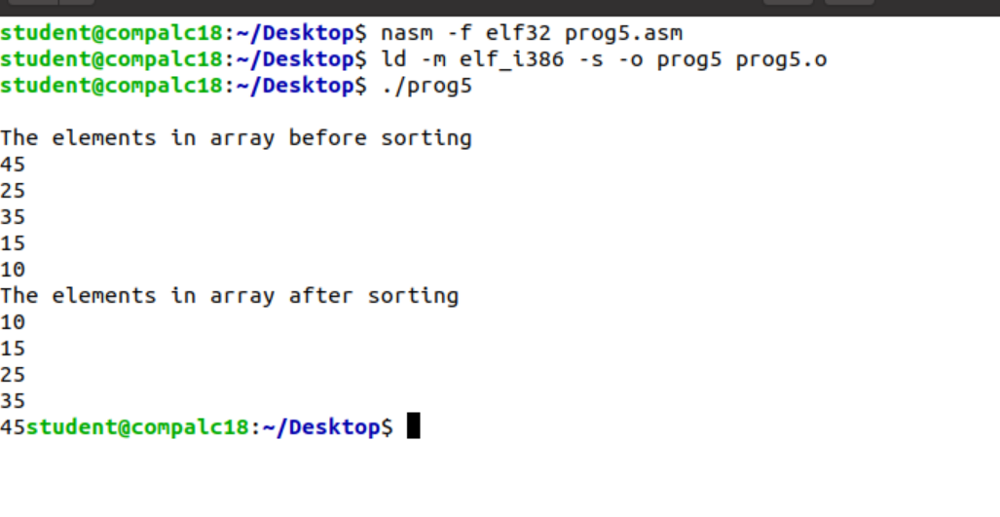 student@compalc18:~/Desktop$ nasm -f elf32 prog5.asm
student@compalc18:~/Desktop$ ld -m elf_i386 -s -o prog5 prog5.o
student@compalc18:~/Desktop$ ./prog5
The elements in array before sorting
45
25
35
15
10
The elements in array after sorting
10
15
25
35
45student@compalc18:~/Desktop$